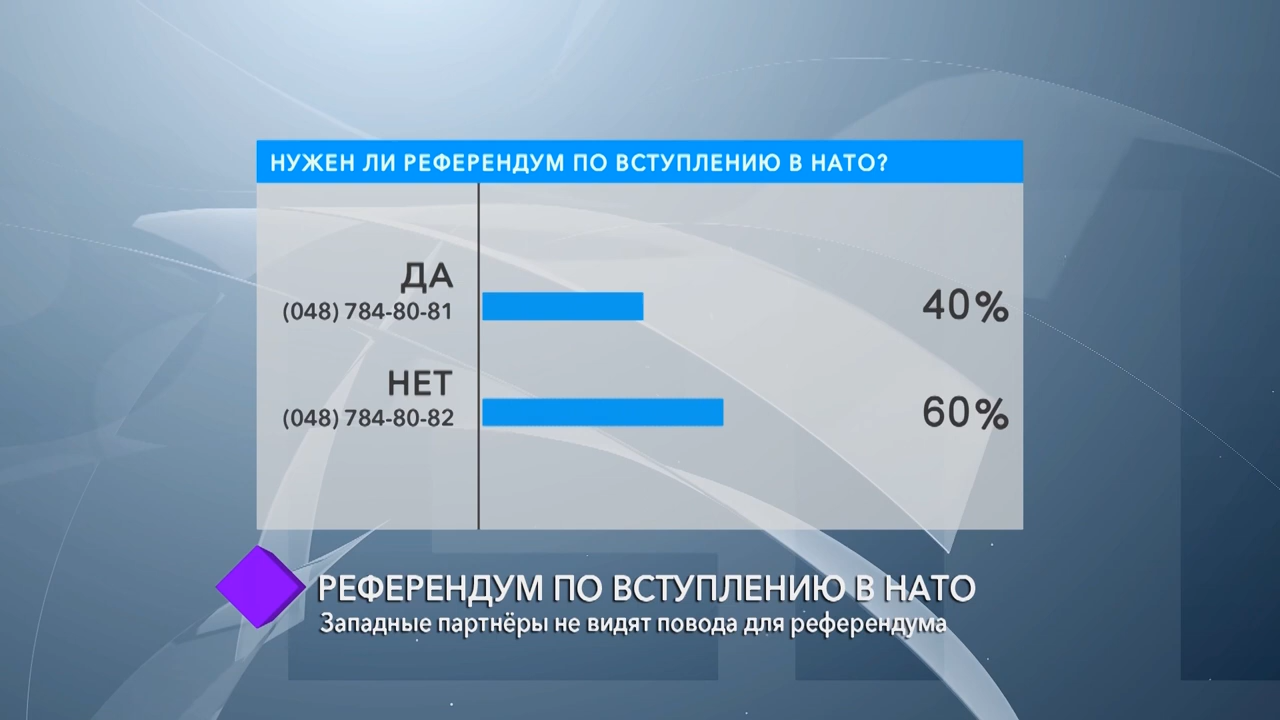 НУЖЕН ЛИ РЕФЕРЕНДУМ ПО ВСТУПЛЕНИЮ В НАТО?
ДА
(048) 784-80-81
40%
НЕТ
(048) 784-80-82
60%
РЕФЕРЕНДУМ ПО ВСТУПЛЕНИЮ В НАТО
Западные партнёры не видят повода для референдума